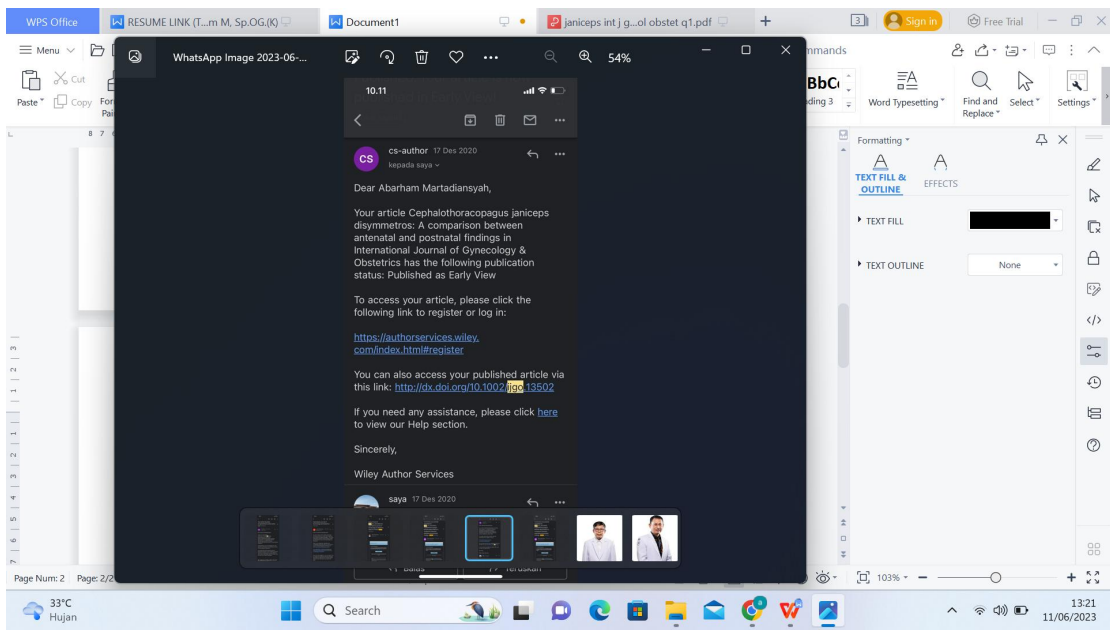 WPS Office
RESUME LINK (T...m M, Sp.OG.(K)
Document1
janiceps int j g...ol obstet q1.pdf
3
Sign in
Free Trial
Menu
WhatsApp Image 2023-06-...
54%
mmands
Cut
Paste
Copy
BbC
ding 3
Word Typesetting
Find and Replace
Select
Settings
8 7
10.11
cs-author 17 Des 2020
CS
kepada saya
Dear Abarham Martadiansyah,
Your article Cephalothoracopagus janiceps
disymmetros: A comparison between
antenatal and postnatal findings in
International Journal of Gynecology &
Obstetrics has the following publication
status: Published as Early View
To access your article, please click the
following link to register or log in:
https://authorservices.wiley.
com/index.html#register
You can also access your published article via
this link: http://dx.doi.org/10.1002/ijgo.13502
If you need any assistance, please click here
to view our Help section.
Sincerely,
Wiley Author Services
saya 17 Des 2020
Formatting
TEXT FILL &
OUTLINE
EFFECTS
TEXT FILL
TEXT OUTLINE
None
Page Num: 2 Page: 2/2
103%
33°C
Hujan
Search
13:21
11/06/2023